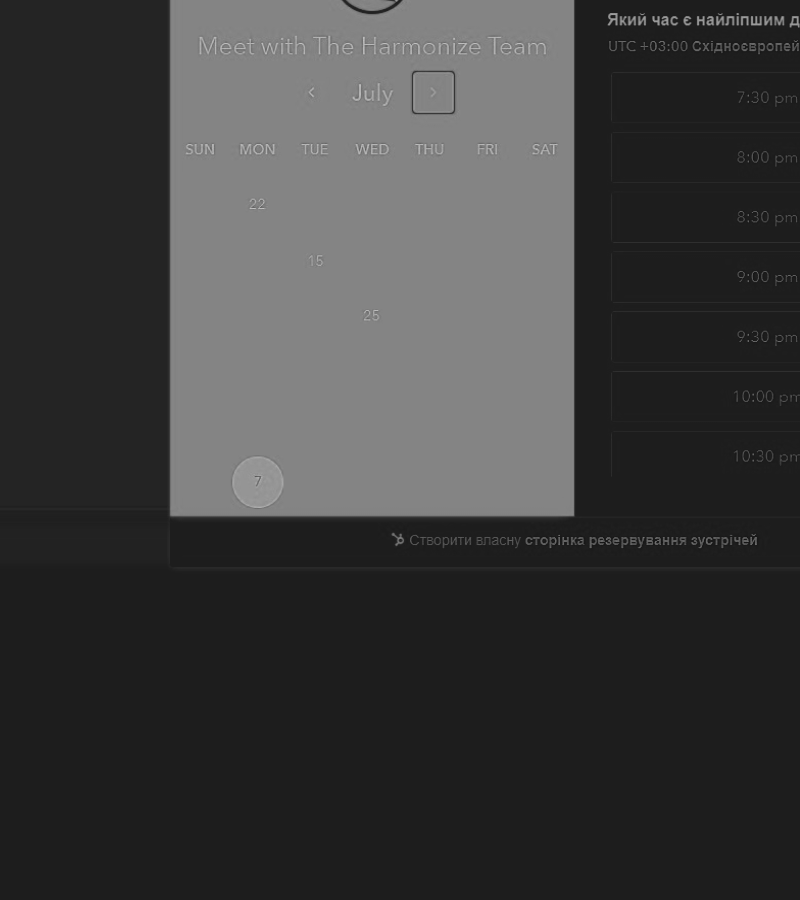 Meet with The Harmonize Team
July
SUN MON TUE WED THU FRI SAT
22
15
25
7
Який час є найліпшим д
UTC +03:00 Східноєвропей
7:30 pm
8:00 pm
8:30 pm
9:00 pm
9:30 pm
10:00 pm
10:30 pm
Створити власну сторінка резервування зустрічей